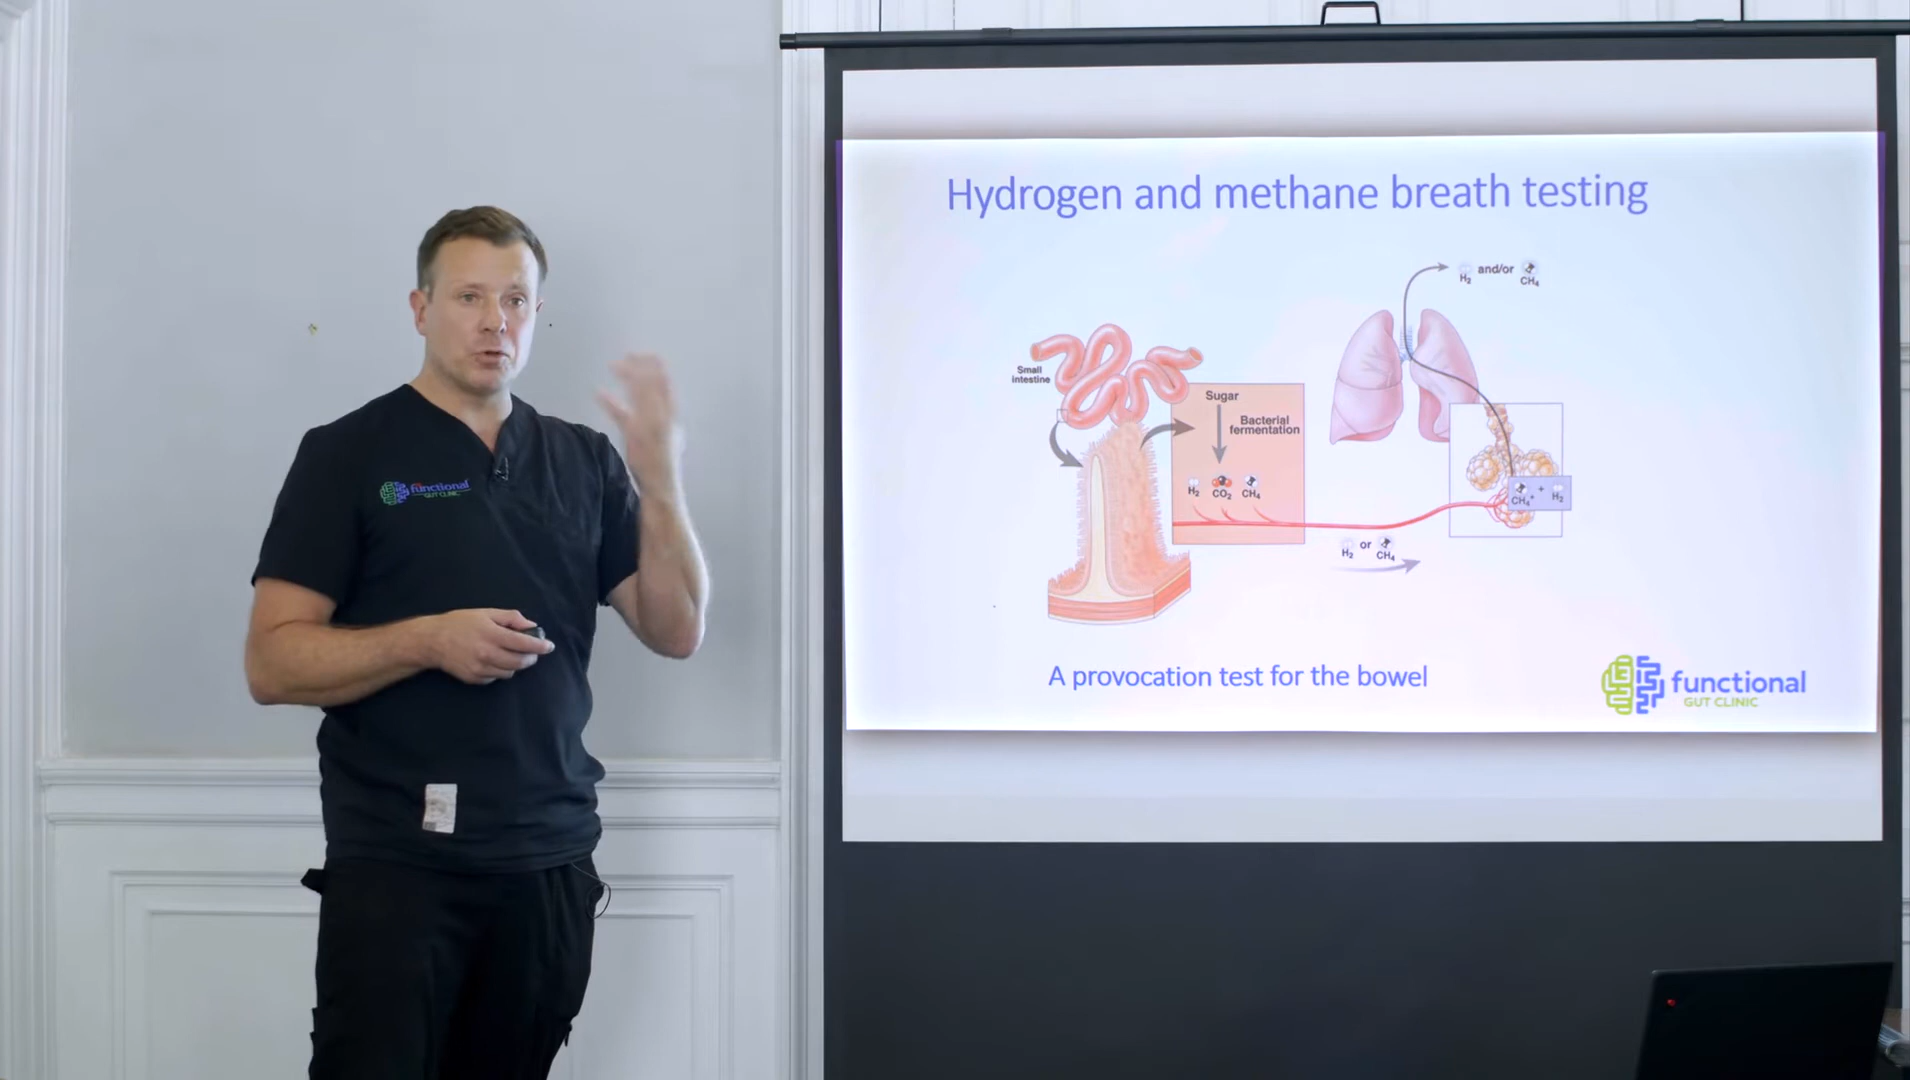 functional
GUT CLINIC
Hydrogen and methane breath testing
H₂ and/or CH₄
Small
intestine
Sugar
Bacterial
fermentation
H₂ CO₂ CH₄
CH₄+ + H₂
H₂ or CH₄
A provocation test for the bowel
functional
GUT CLINIC